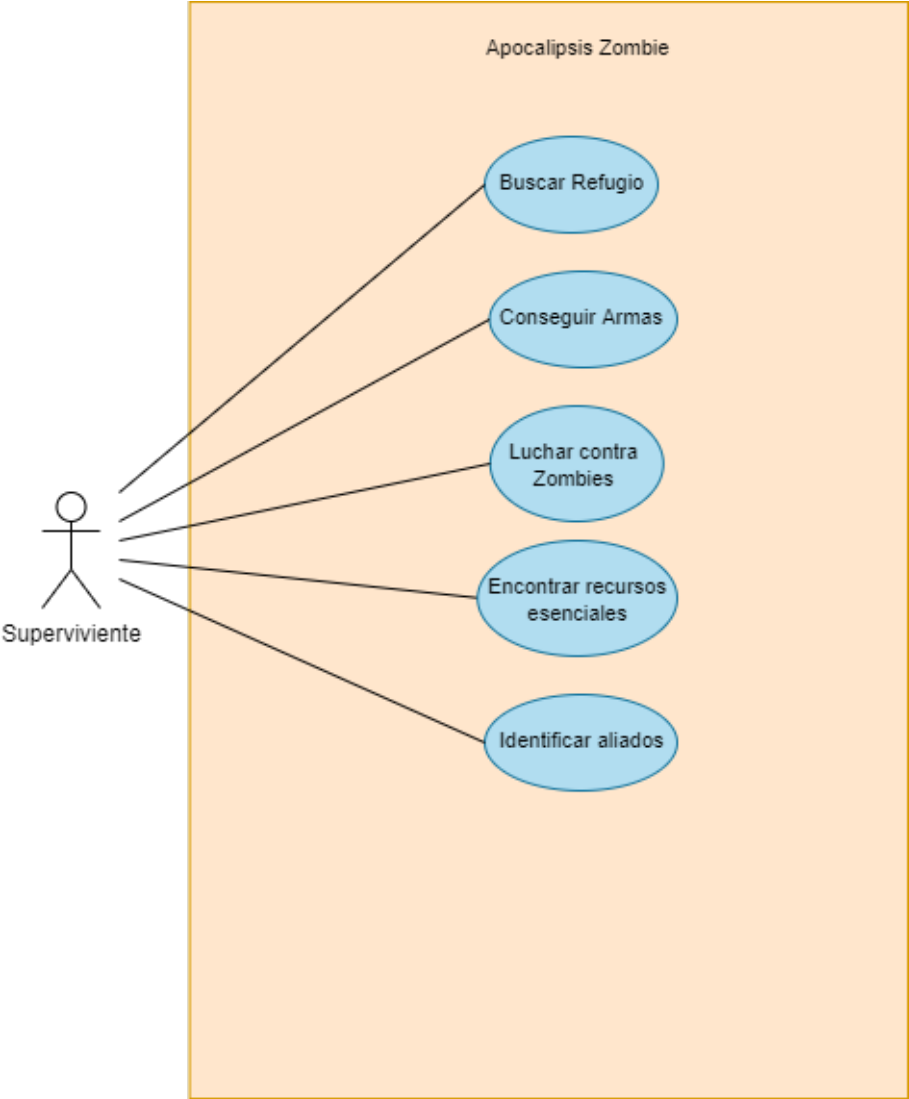 Apocalipsis Zombie
Buscar Refugio
Conseguir Armas
Luchar contra
Zombies
Encontrar recursos
esenciales
Superviviente
Identificar aliados